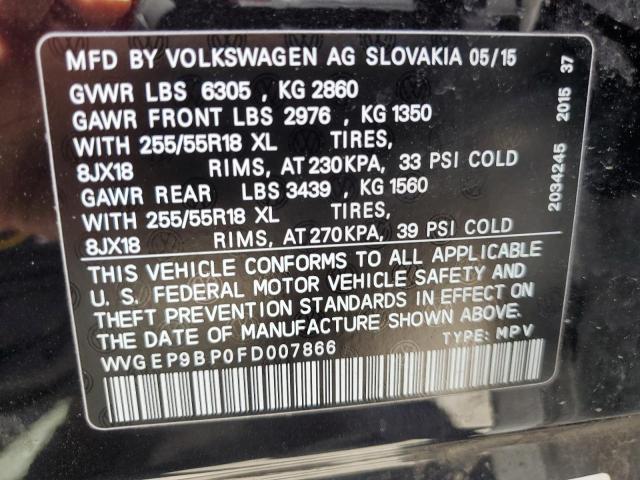 MFD BY VOLKSWAGEN AG SLOVAKIA 05/15
GVWR LBS 6305 , KG 2860
GAWR FRONT LBS 2976 , KG 1350
WITH 255/55R18 XL TIRES,
8JX18 RIMS, AT 230KPA, 33 PSI COLD
GAWR REAR LBS 3439 , KG 1560
WITH 255/55R18 XL TIRES,
8JX18 RIMS, AT 270KPA, 39 PSI COLD
THIS VEHICLE CONFORMS TO ALL APPLICABLE
U. S. FEDERAL MOTOR VEHICLE SAFETY AND
THEFT PREVENTION STANDARDS IN EFFECT ON
THE DATE OF MANUFACTURE SHOWN ABOVE.
WVGEP9BP0FD007866 TYPE: MPV
2034245 2015 37